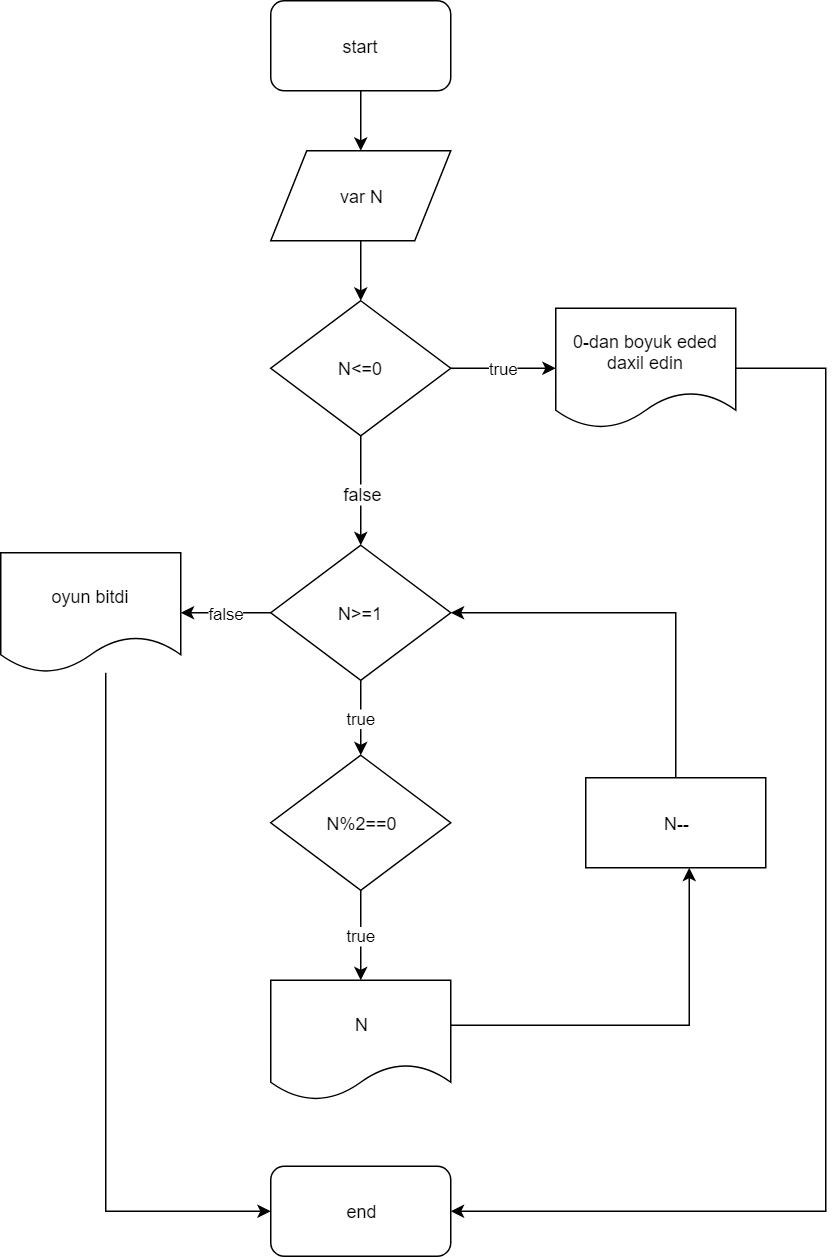 start
var N
N<=0
true
0-dan boyuk eded
daxil edin
false
oyun bitdi
false
N>=1
true
N%2==0
N--
true
N
end